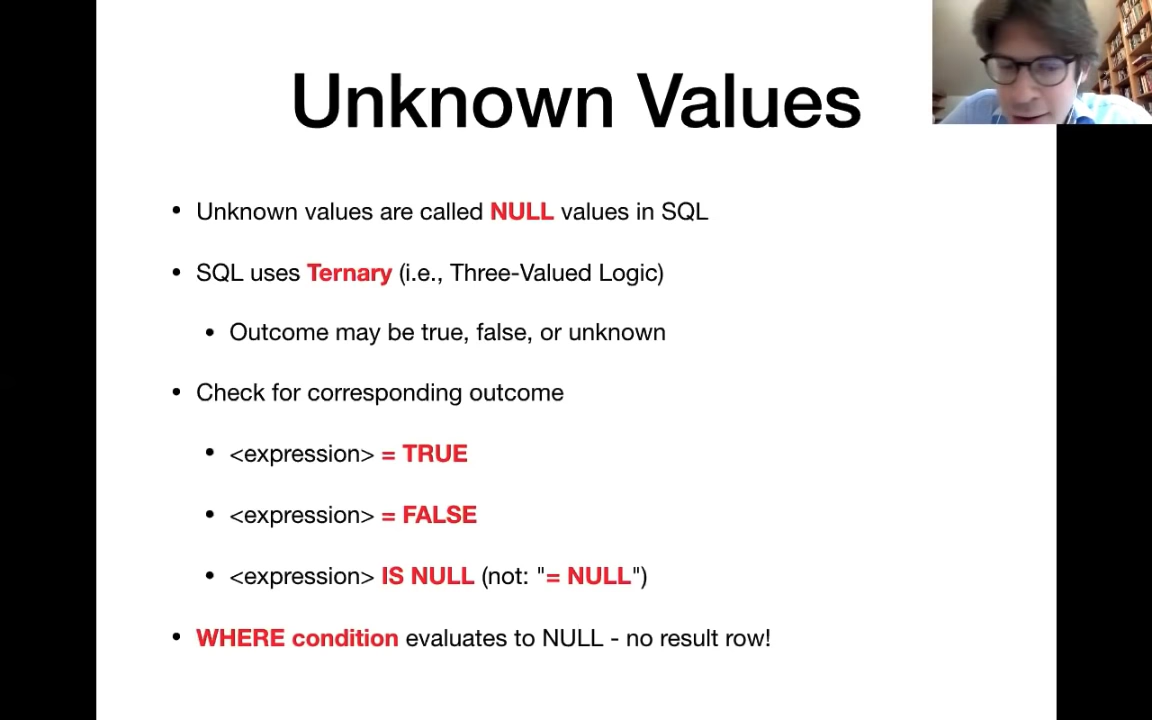 Unknown Values
• Unknown values are called NULL values in SQL
• SQL uses Ternary (i.e., Three-Valued Logic)
• Outcome may be true, false, or unknown
• Check for corresponding outcome
• <expression> = TRUE
• <expression> = FALSE
• <expression> IS NULL (not: "= NULL")
• WHERE condition evaluates to NULL - no result row!